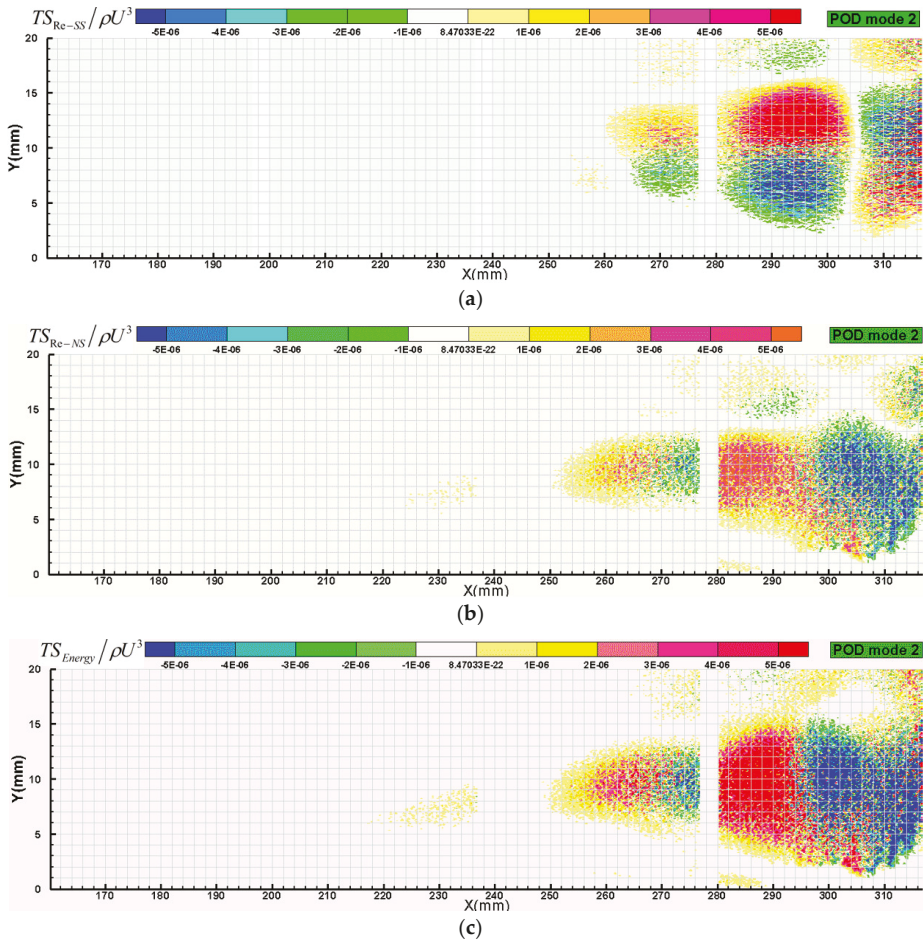 TS Re-SS / ρU³ POD mode 2
-5E-06 -4E-06 -3E-06 -2E-06 -1E-06 8.47033E-22 1E-06 2E-06 3E-06 4E-06 5E-06
20
15
Y(mm)
10
5
0
170 180 190 200 210 220 230 240 250 260 270 280 290 300 310
X(mm)
(a)
TS Re-NS / ρU³ POD mode 2
-5E-06 -4E-06 -3E-06 -2E-06 -1E-06 8.47033E-22 1E-06 2E-06 3E-06 4E-06 5E-06
20
15
Y(mm)
10
5
0
170 180 190 200 210 220 230 240 250 260 270 280 290 300 310
X(mm)
(b)
TS Energy / ρU³ POD mode 2
-5E-06 -4E-06 -3E-06 -2E-06 -1E-06 8.47033E-22 1E-06 2E-06 3E-06 4E-06 5E-06
20
15
Y(mm)
10
5
0
170 180 190 200 210 220 230 240 250 260 270 280 290 300 310
X(mm)
(c)